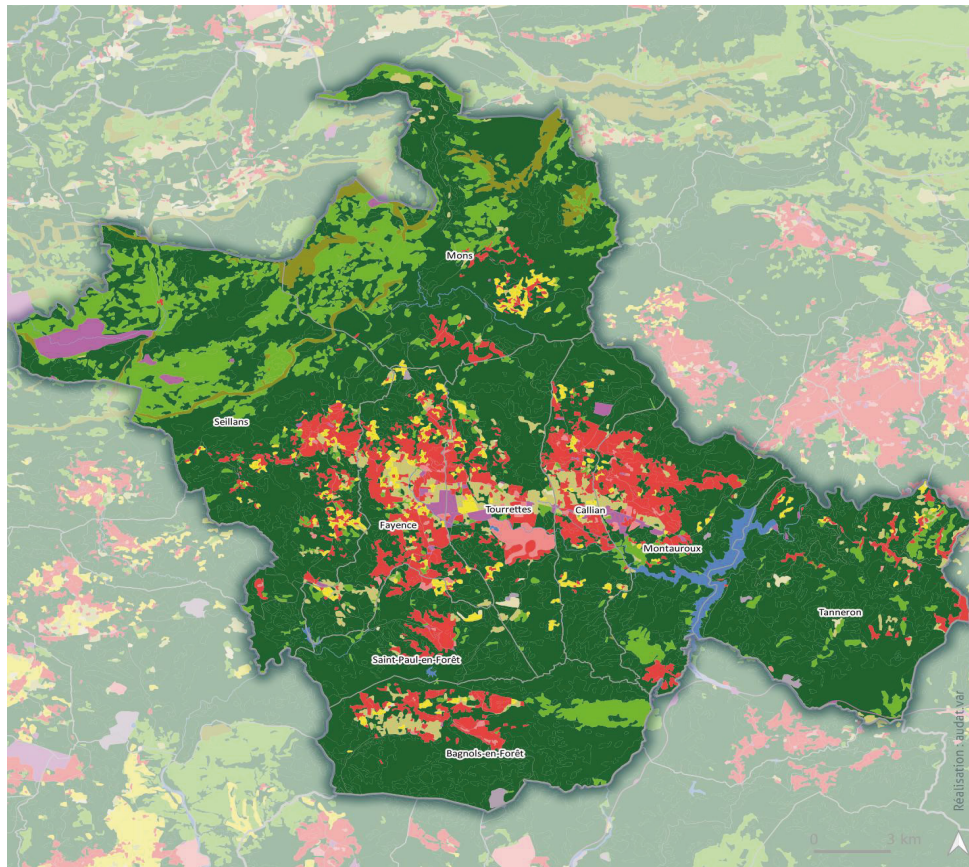 Mons
Seillans
Fayence
Tourrettes
Callian
Montauroux
Tanneron
Saint-Paul-en-Forêt
Bagnols-en-Forêt
Réalisation : audat.var
0 3 km